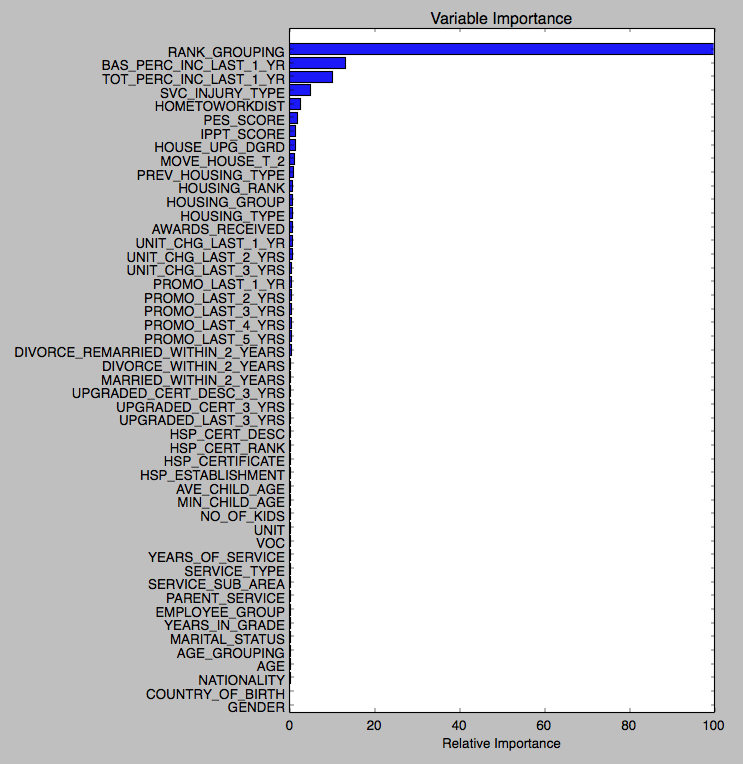 Variable Importance
RANK_GROUPING
BAS_PERC_INC_LAST_1_YR
TOT_PERC_INC_LAST_1_YR
SVC_INJURY_TYPE
HOMETOWORKDIST
PES_SCORE
IPPT_SCORE
HOUSE_UPG_DGRD
MOVE_HOUSE_T_2
PREV_HOUSING_TYPE
HOUSING_RANK
HOUSING_GROUP
HOUSING_TYPE
AWARDS_RECEIVED
UNIT_CHG_LAST_1_YR
UNIT_CHG_LAST_2_YRS
UNIT_CHG_LAST_3_YRS
PROMO_LAST_1_YR
PROMO_LAST_2_YRS
PROMO_LAST_3_YRS
PROMO_LAST_4_YRS
PROMO_LAST_5_YRS
DIVORCE_REMARRIED_WITHIN_2_YEARS
DIVORCE_WITHIN_2_YEARS
MARRIED_WITHIN_2_YEARS
UPGRADED_CERT_DESC_3_YRS
UPGRADED_CERT_3_YRS
UPGRADED_LAST_3_YRS
HSP_CERT_DESC
HSP_CERT_RANK
HSP_CERTIFICATE
HSP_ESTABLISHMENT
AVE_CHILD_AGE
MIN_CHILD_AGE
NO_OF_KIDS
UNIT
VOC
YEARS_OF_SERVICE
SERVICE_TYPE
SERVICE_SUB_AREA
PARENT_SERVICE
EMPLOYEE_GROUP
YEARS_IN_GRADE
MARITAL_STATUS
AGE_GROUPING
AGE
NATIONALITY
COUNTRY_OF_BIRTH
GENDER
0 20 40 60 80 100
Relative Importance